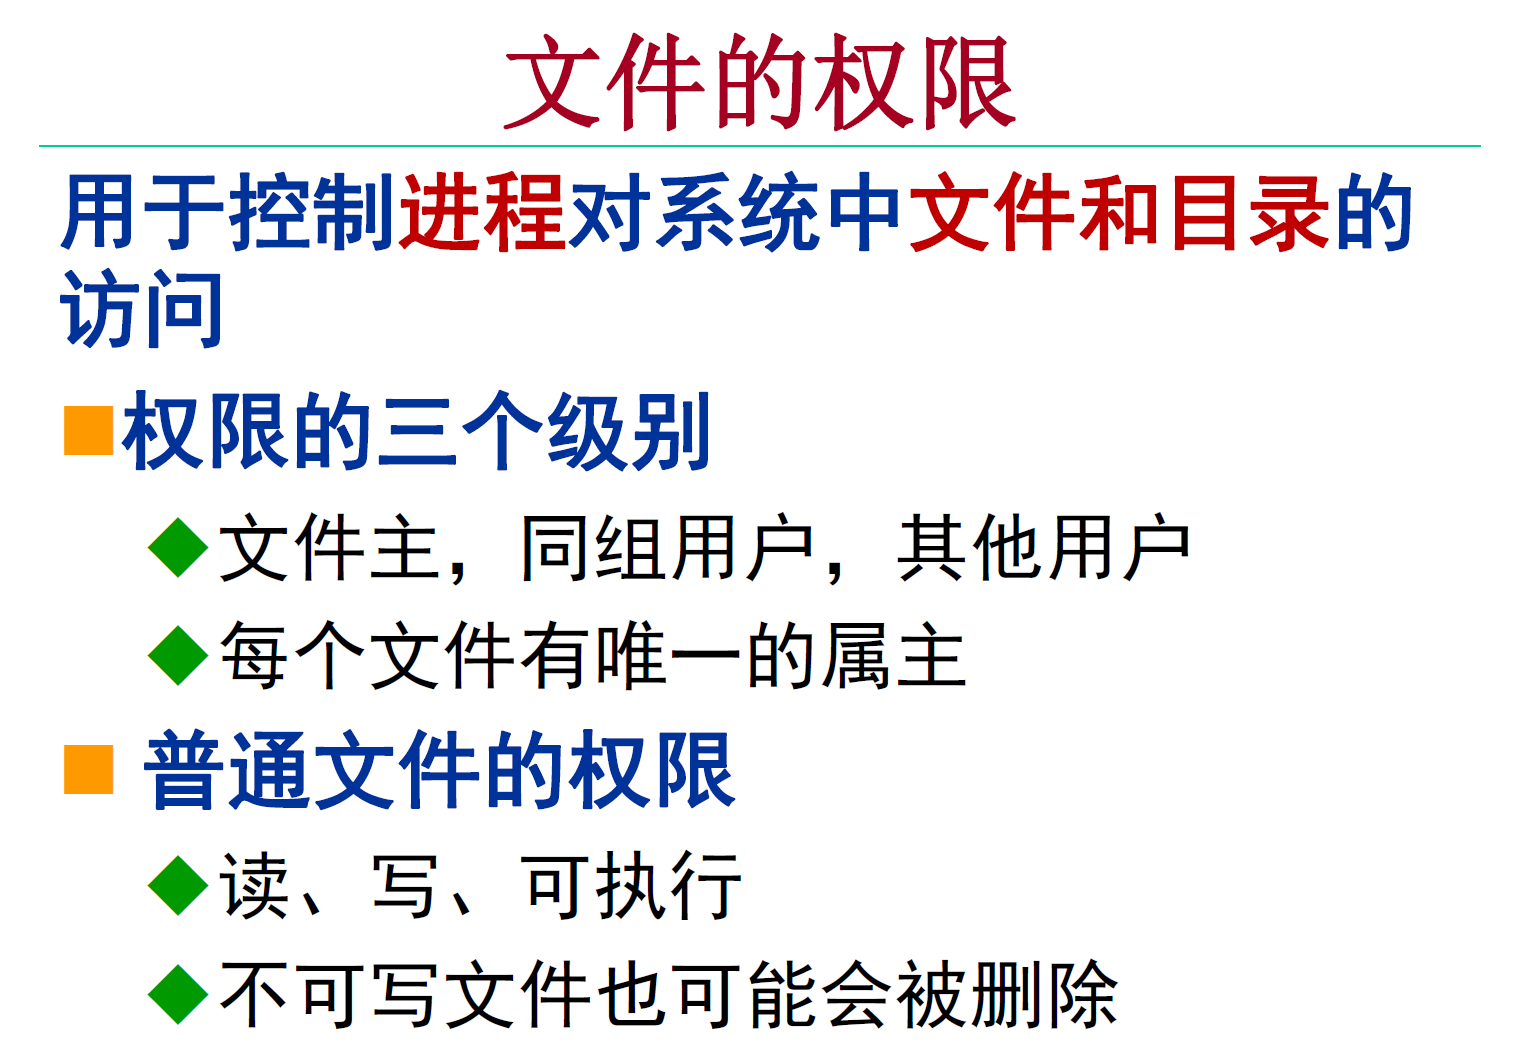 文件的权限
用于控制进程对系统中文件和目录的
访问
权限的三个级别
文件主，同组用户，其他用户
每个文件有唯一的属主
普通文件的权限
读、写、可执行
不可写文件也可能会被删除